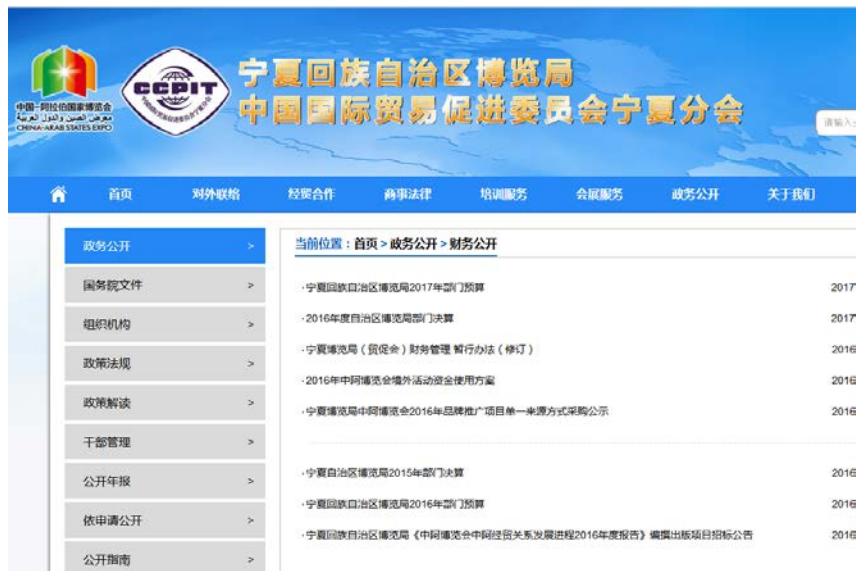 中国-阿拉伯国家博览会
معرض الصين والدول العربية
CHINA-ARAB STATES EXPO
CCPIT
宁夏回族自治区博览局
中国国际贸易促进委员会宁夏分会
请输入
首页 对外联络 经贸合作 商事法律 培训服务 会展服务 政务公开 关于我们
政务公开 >
国务院文件 >
组织机构 >
政策法规 >
政策解读 >
干部管理 >
公开年报 >
依申请公开 >
公开指南 >
当前位置：首页 > 政务公开 > 财务公开
·宁夏回族自治区博览局2017年部门预算 2017
·2016年度自治区博览局部门决算 2017
·宁夏博览局（贸促会）财务管理 暂行办法（修订） 2016
·2016年中阿博览会境外活动资金使用方案 2016
·宁夏博览局中阿博览会2016年品牌推广项目单一来源方式采购公示 2016
·宁夏自治区博览局2015年部门决算 2016
·宁夏回族自治区博览局2016年部门预算 2016
·宁夏回族自治区博览局《中阿博览会中阿经贸关系发展进程2016年度报告》编撰出版项目招标公告 2016